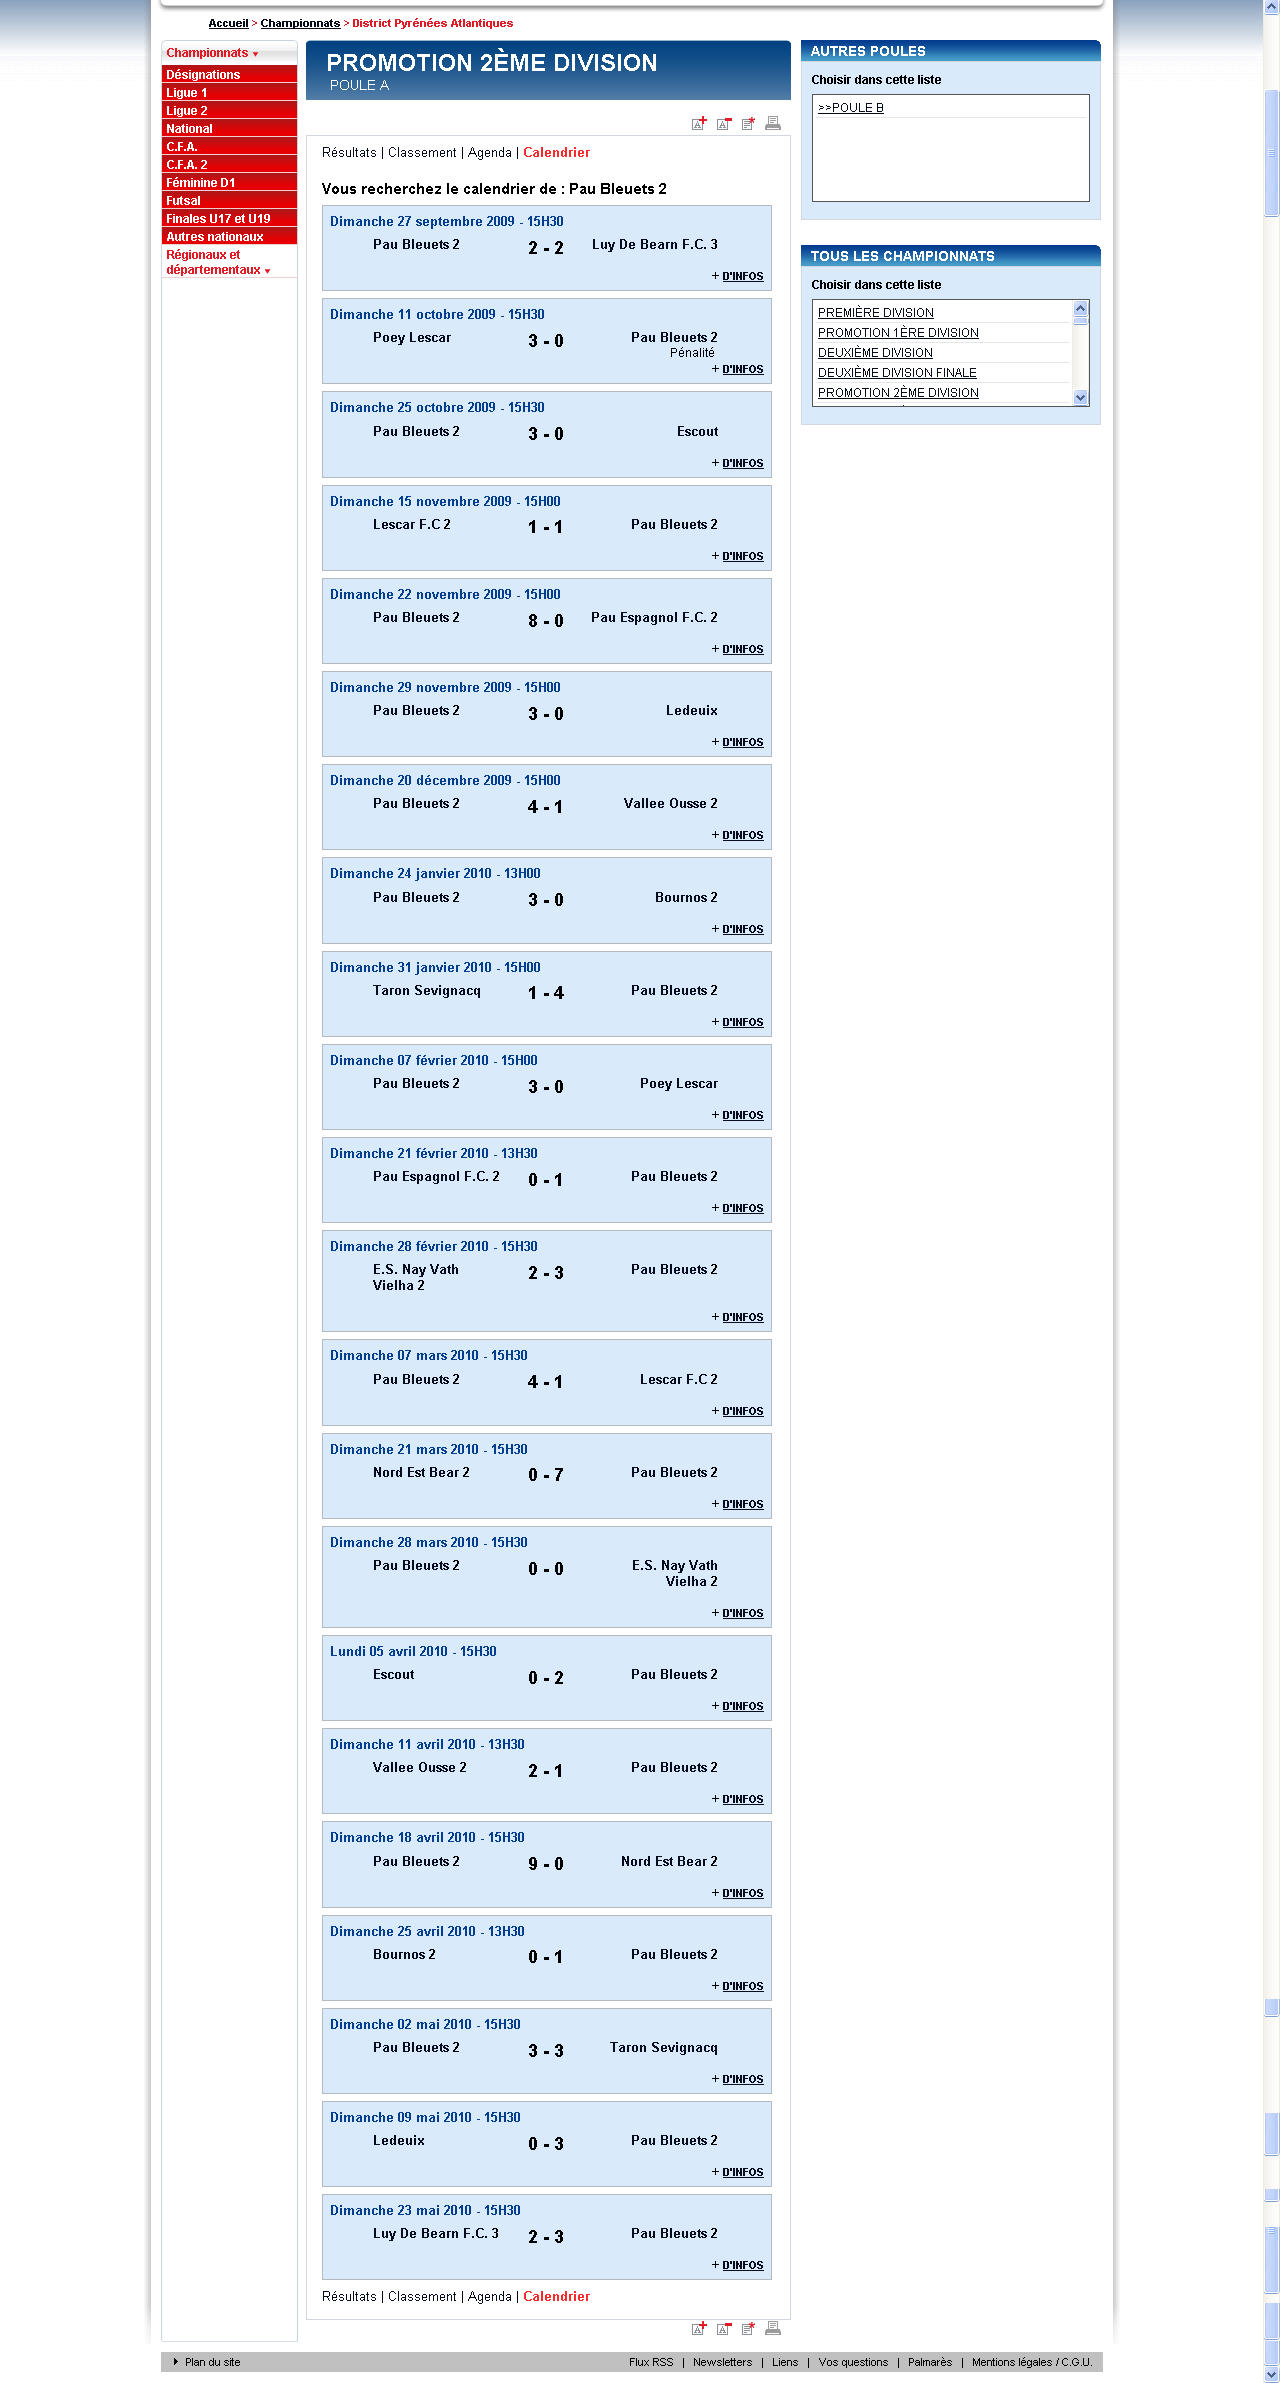 Accueil > Championnats > District Pyrénées Atlantiques
Championnats
Désignations
Ligue 1
Ligue 2
National
C.F.A.
C.F.A. 2
Féminine D1
Futsal
Finales U17 et U19
Autres nationaux
Régionaux et
départementaux
PROMOTION 2ÈME DIVISION
POULE A
Résultats | Classement | Agenda | Calendrier
Vous recherchez le calendrier de : Pau Bleuets 2
Dimanche 27 septembre 2009 - 15H30
Pau Bleuets 2 2 - 2 Luy De Bearn F.C. 3
+ D'INFOS
Dimanche 11 octobre 2009 - 15H30
Poey Lescar 3 - 0 Pau Bleuets 2
Pénalité
+ D'INFOS
Dimanche 25 octobre 2009 - 15H30
Pau Bleuets 2 3 - 0 Escout
+ D'INFOS
Dimanche 15 novembre 2009 - 15H00
Lescar F.C 2 1 - 1 Pau Bleuets 2
+ D'INFOS
Dimanche 22 novembre 2009 - 15H00
Pau Bleuets 2 8 - 0 Pau Espagnol F.C. 2
+ D'INFOS
Dimanche 29 novembre 2009 - 15H00
Pau Bleuets 2 3 - 0 Ledeuix
+ D'INFOS
Dimanche 20 décembre 2009 - 15H00
Pau Bleuets 2 4 - 1 Vallee Ousse 2
+ D'INFOS
Dimanche 24 janvier 2010 - 13H00
Pau Bleuets 2 3 - 0 Bournos 2
+ D'INFOS
Dimanche 31 janvier 2010 - 15H00
Taron Sevignacq 1 - 4 Pau Bleuets 2
+ D'INFOS
Dimanche 07 février 2010 - 15H00
Pau Bleuets 2 3 - 0 Poey Lescar
+ D'INFOS
Dimanche 21 février 2010 - 13H30
Pau Espagnol F.C. 2 0 - 1 Pau Bleuets 2
+ D'INFOS
Dimanche 28 février 2010 - 15H30
E.S. Nay Vath 2 - 3 Pau Bleuets 2
Vielha 2
+ D'INFOS
Dimanche 07 mars 2010 - 15H30
Pau Bleuets 2 4 - 1 Lescar F.C 2
+ D'INFOS
Dimanche 21 mars 2010 - 15H30
Nord Est Bear 2 0 - 7 Pau Bleuets 2
+ D'INFOS
Dimanche 28 mars 2010 - 15H30
Pau Bleuets 2 0 - 0 E.S. Nay Vath
Vielha 2
+ D'INFOS
Lundi 05 avril 2010 - 15H30
Escout 0 - 2 Pau Bleuets 2
+ D'INFOS
Dimanche 11 avril 2010 - 13H30
Vallee Ousse 2 2 - 1 Pau Bleuets 2
+ D'INFOS
Dimanche 18 avril 2010 - 15H30
Pau Bleuets 2 9 - 0 Nord Est Bear 2
+ D'INFOS
Dimanche 25 avril 2010 - 13H30
Bournos 2 0 - 1 Pau Bleuets 2
+ D'INFOS
Dimanche 02 mai 2010 - 15H30
Pau Bleuets 2 3 - 3 Taron Sevignacq
+ D'INFOS
Dimanche 09 mai 2010 - 15H30
Ledeuix 0 - 3 Pau Bleuets 2
+ D'INFOS
Dimanche 23 mai 2010 - 15H30
Luy De Bearn F.C. 3 2 - 3 Pau Bleuets 2
+ D'INFOS
Résultats | Classement | Agenda | Calendrier
AUTRES POULES
Choisir dans cette liste
>>POULE B
TOUS LES CHAMPIONNATS
Choisir dans cette liste
PREMIÈRE DIVISION
PROMOTION 1ÈRE DIVISION
DEUXIÈME DIVISION
DEUXIÈME DIVISION FINALE
PROMOTION 2ÈME DIVISION
Plan du site
Flux RSS | Newsletters | Liens | Vos questions | Palmarès | Mentions légales / C.G.U.